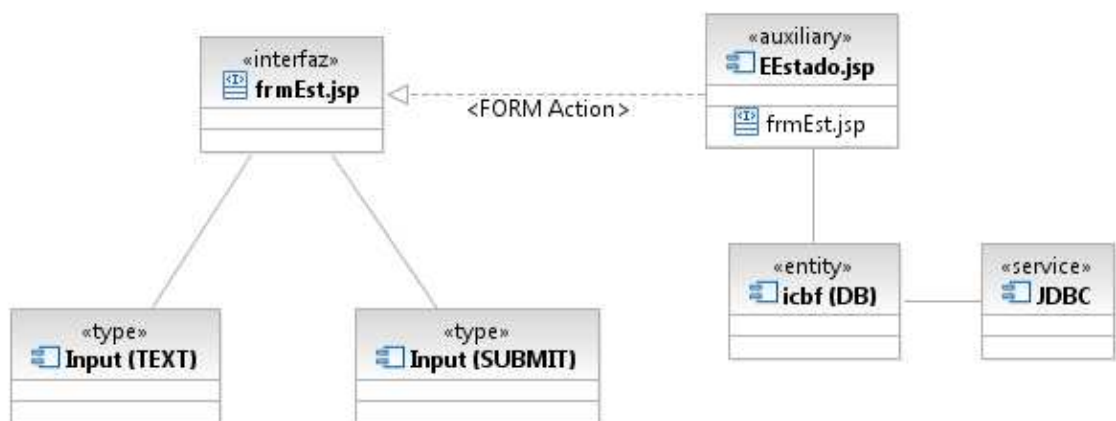 «interfaz»
frmEst.jsp
<FORM Action>
«auxiliary»
EEstado.jsp
frmEst.jsp
«entity»
icbf (DB)
«service»
JDBC
«type»
Input (TEXT)
«type»
Input (SUBMIT)